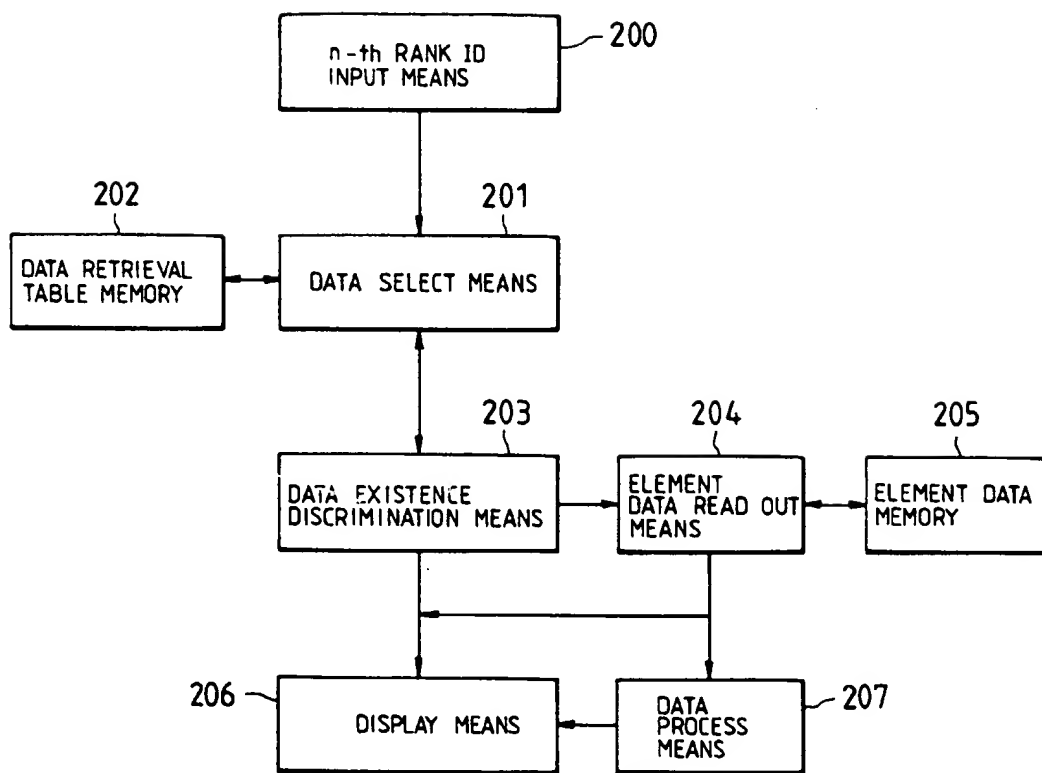 n-th RANK ID
INPUT MEANS
200
202
201
DATA RETRIEVAL
TABLE MEMORY
DATA SELECT MEANS
203
204
205
DATA EXISTENCE
DISCRIMINATION MEANS
ELEMENT
DATA READ OUT
MEANS
ELEMENT DATA
MEMORY
206
DISPLAY MEANS
DATA
PROCESS
MEANS
207